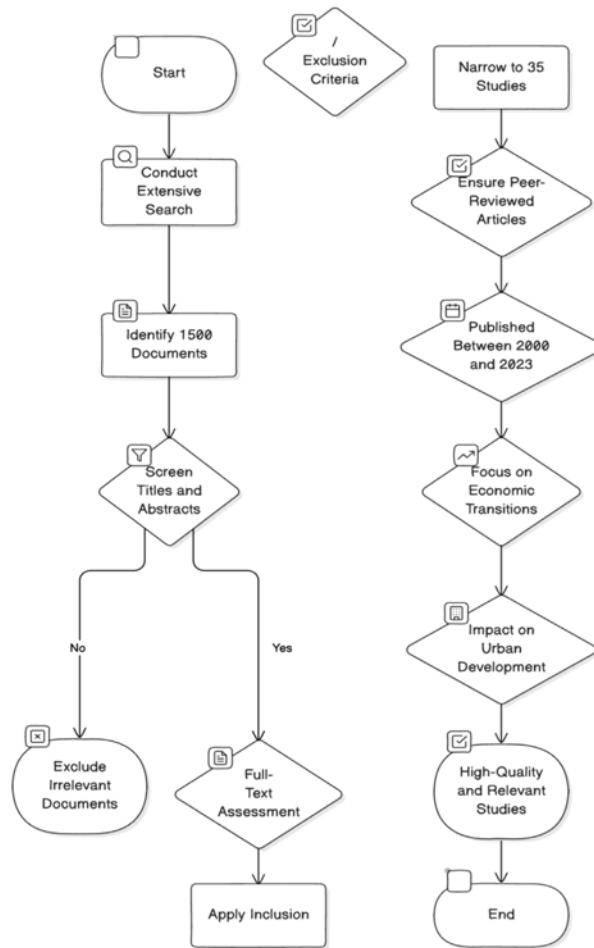 Start
Conduct
Extensive
Search
Identify 1500
Documents
Screen
Titles and
Abstracts
No
Yes
Exclude
Irrelevant
Documents
Full-
Text
Assessment
Apply Inclusion
/
Exclusion
Criteria
Narrow to 35
Studies
Ensure Peer-
Reviewed
Articles
Published
Between 2000
and 2023
Focus on
Economic
Transitions
Impact on
Urban
Development
High-Quality
and Relevant
Studies
End